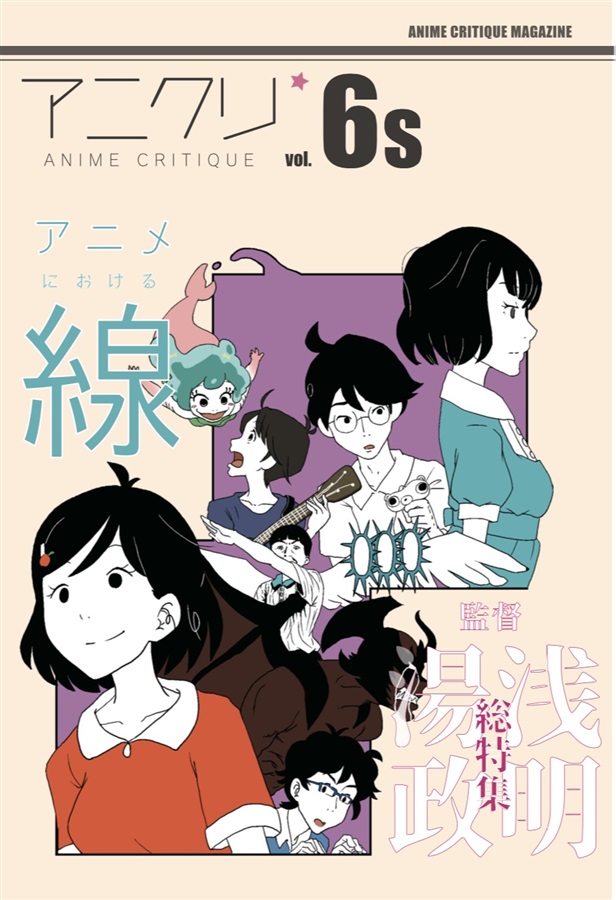 ANIME CRITIQUE MAGAZINE
アニクリ
vol. 6s
ANIME CRITIQUE
アニメ
における
線
監督
湯浅
政明
総特集